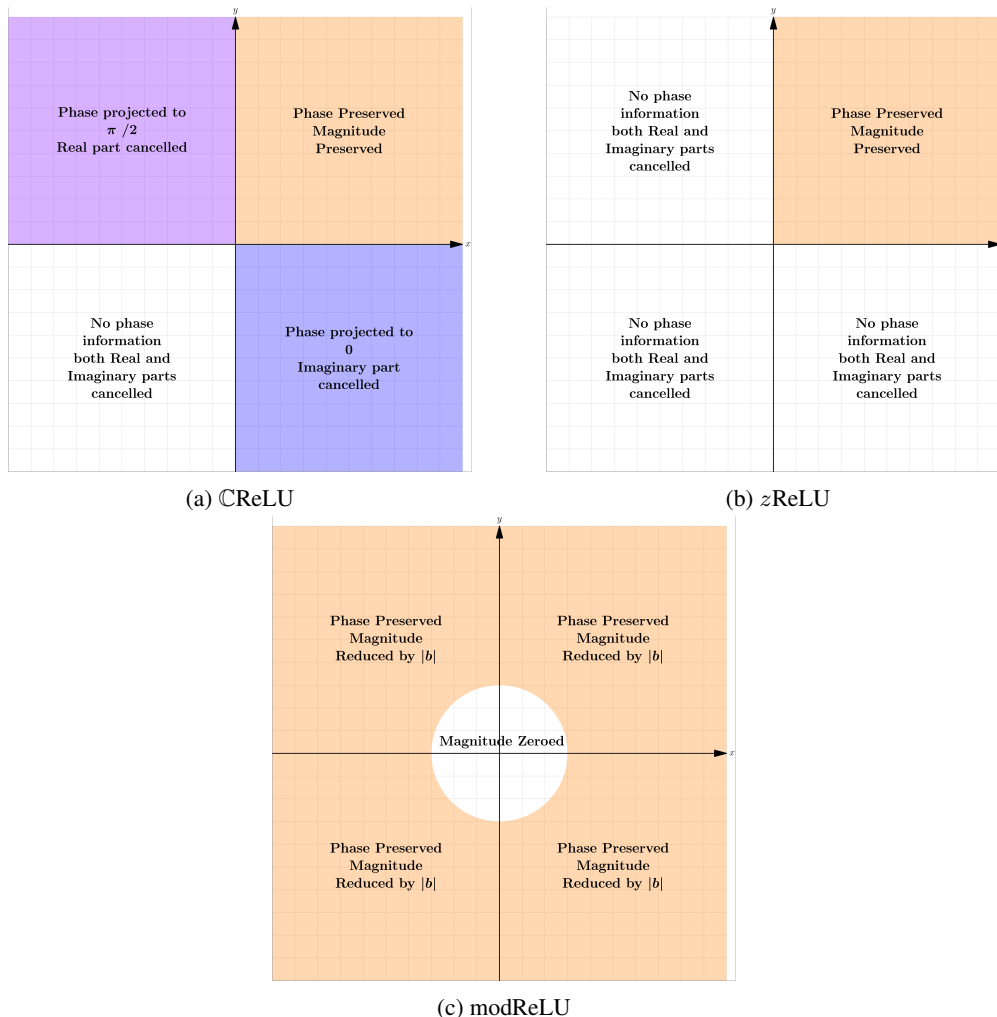 y
Phase projected to
π /2
Real part cancelled
Phase Preserved
Magnitude
Preserved
x
No phase
information
both Real and
Imaginary parts
cancelled
Phase projected to
0
Imaginary part
cancelled
(a) ℂReLU
y
No phase
information
both Real and
Imaginary parts
cancelled
Phase Preserved
Magnitude
Preserved
No phase
information
both Real and
Imaginary parts
cancelled
No phase
information
both Real and
Imaginary parts
cancelled
(b) zReLU
y
Phase Preserved
Magnitude
Reduced by |b|
Phase Preserved
Magnitude
Reduced by |b|
Magnitude Zeroed
x
Phase Preserved
Magnitude
Reduced by |b|
Phase Preserved
Magnitude
Reduced by |b|
(c) modReLU